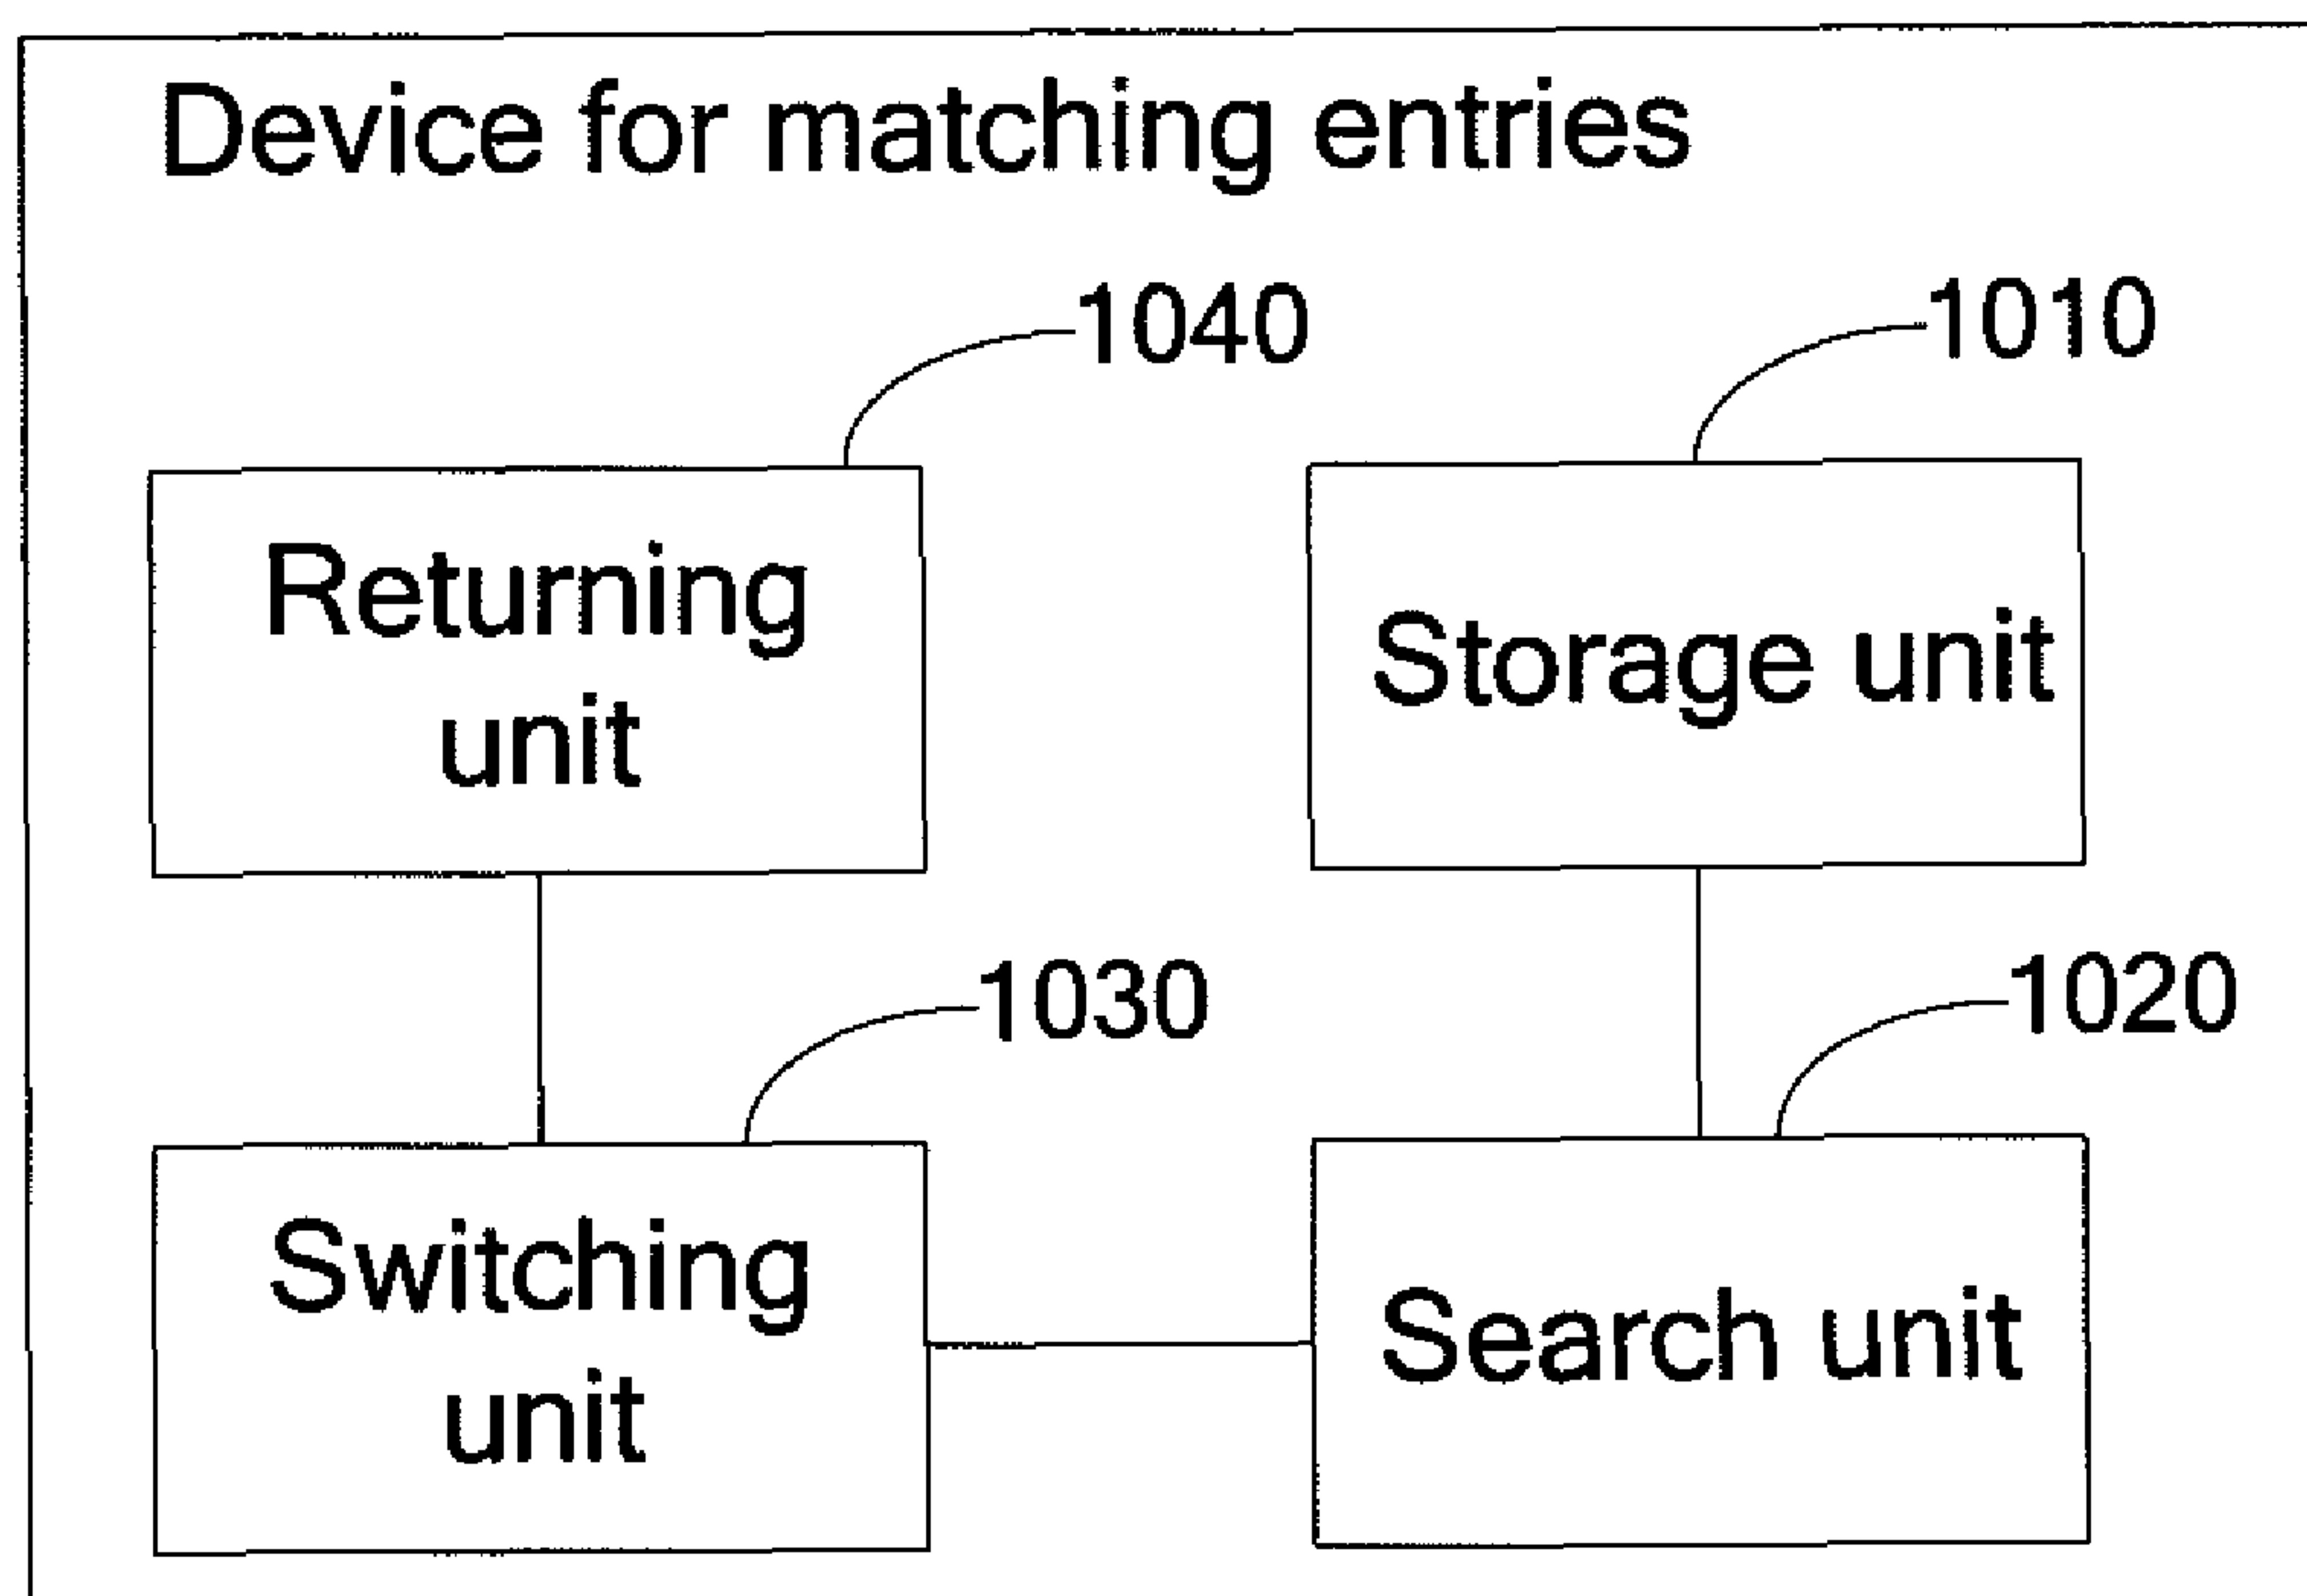 Device for matching entries
1040
1010
Returning
unit
Storage unit
1030
1020
Switching
unit
Search unit